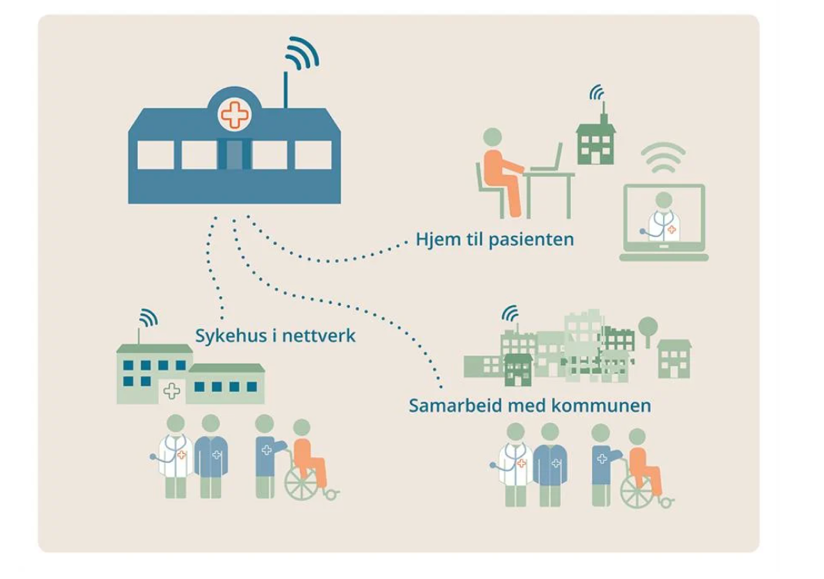 Hjem til pasienten
Sykehus i nettverk
Samarbeid med kommunen